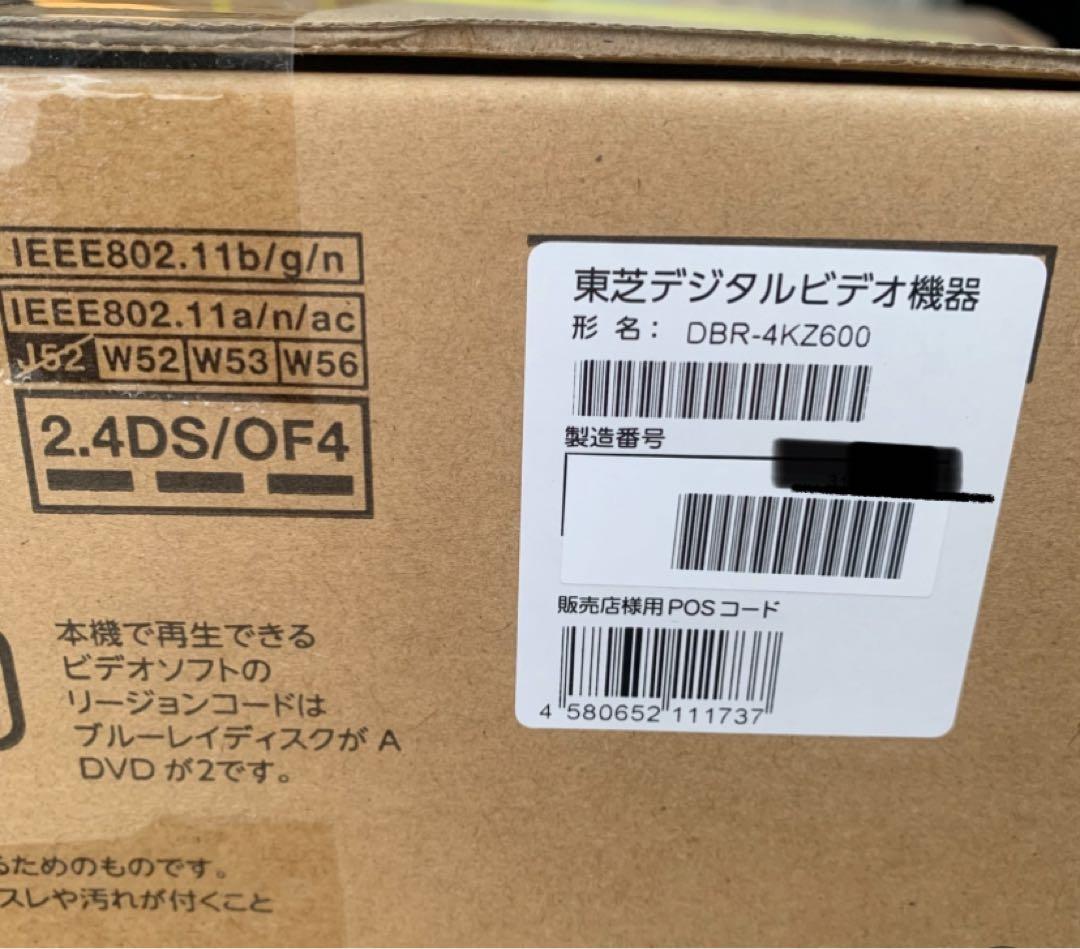 IEEE802.11b/g/n
IEEE802.11a/n/ac
J52 W52 W53 W56
2.4DS/OF4
東芝デジタルビデオ機器
形 名： DBR-4KZ600
製造番号
販売店様用POSコード
4 580652 111737
本機で再生できる
ビデオソフトの
リージョンコードは
ブルーレイディスクが A
DVD が2です。
るためのものです。
スレや汚れが付くこと